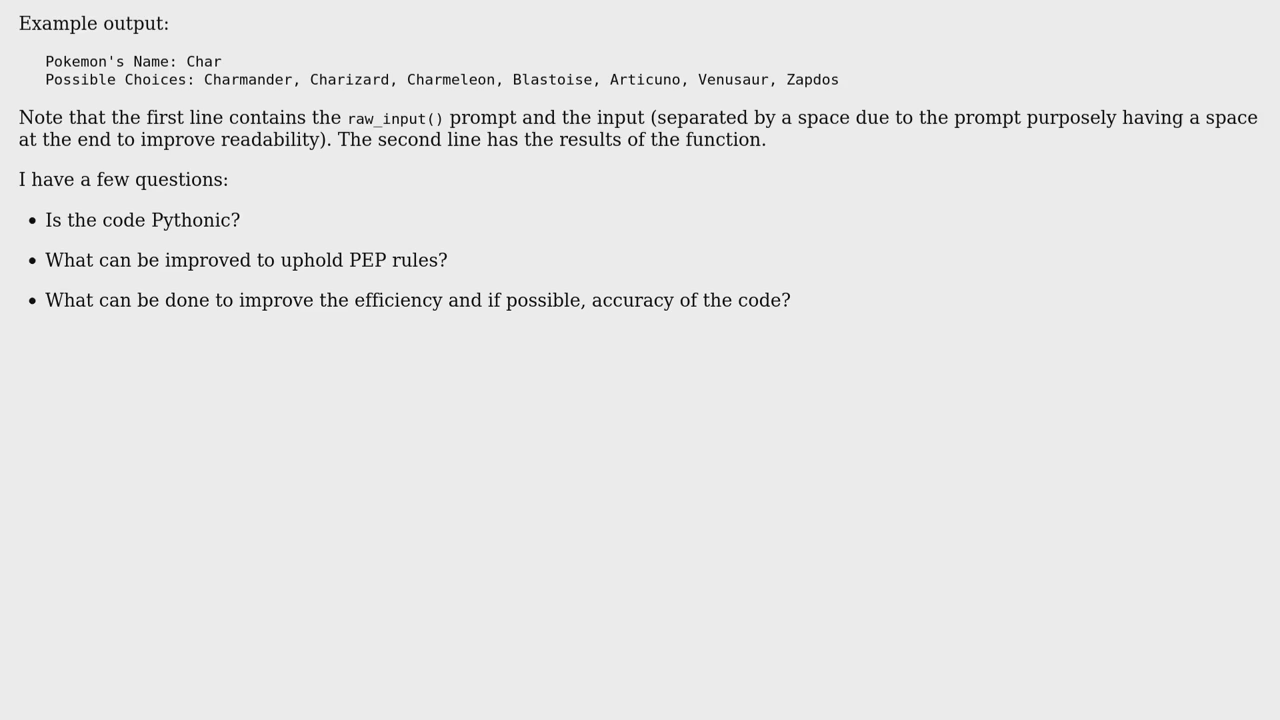 Example output:
Pokemon's Name: Char
Possible Choices: Charmander, Charizard, Charmeleon, Blastoise, Articuno, Venusaur, Zapdos
Note that the first line contains the raw_input() prompt and the input (separated by a space due to the prompt purposely having a space
at the end to improve readability). The second line has the results of the function.
I have a few questions:
• Is the code Pythonic?
• What can be improved to uphold PEP rules?
• What can be done to improve the efficiency and if possible, accuracy of the code?